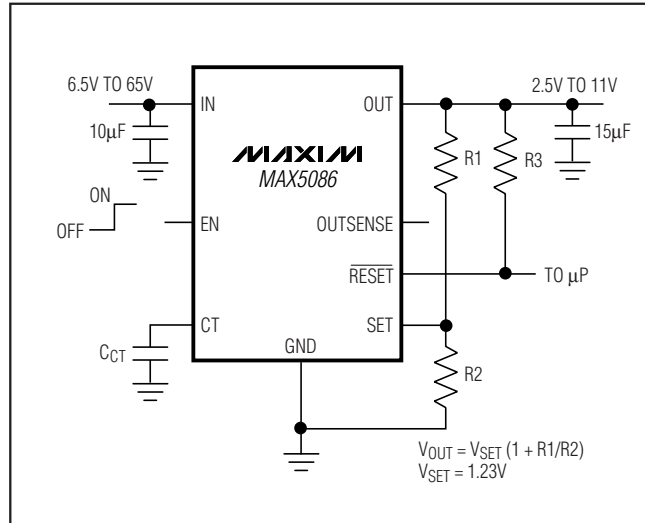 6.5V TO 65V
IN
OUT
2.5V TO 11V
10μF
15μF
R1
R3
MAXIM
MAX5086
ON
OFF
EN
OUTSENSE
RESET
TO μP
CT
SET
CCT
GND
R2
VOUT = VSET (1 + R1/R2)
VSET = 1.23V